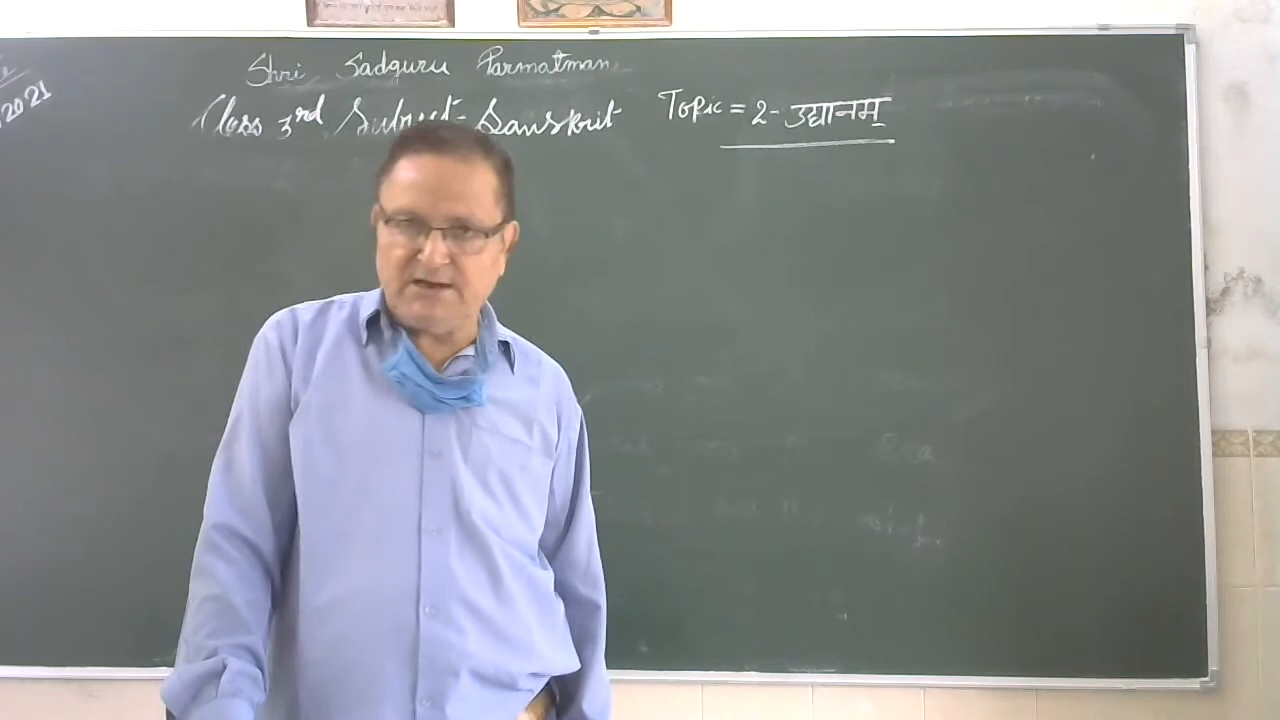 Shri Sadguru Parmatman
2021
Class 3rd Subject- Sanskrit Topic = 2- उद्यानम्